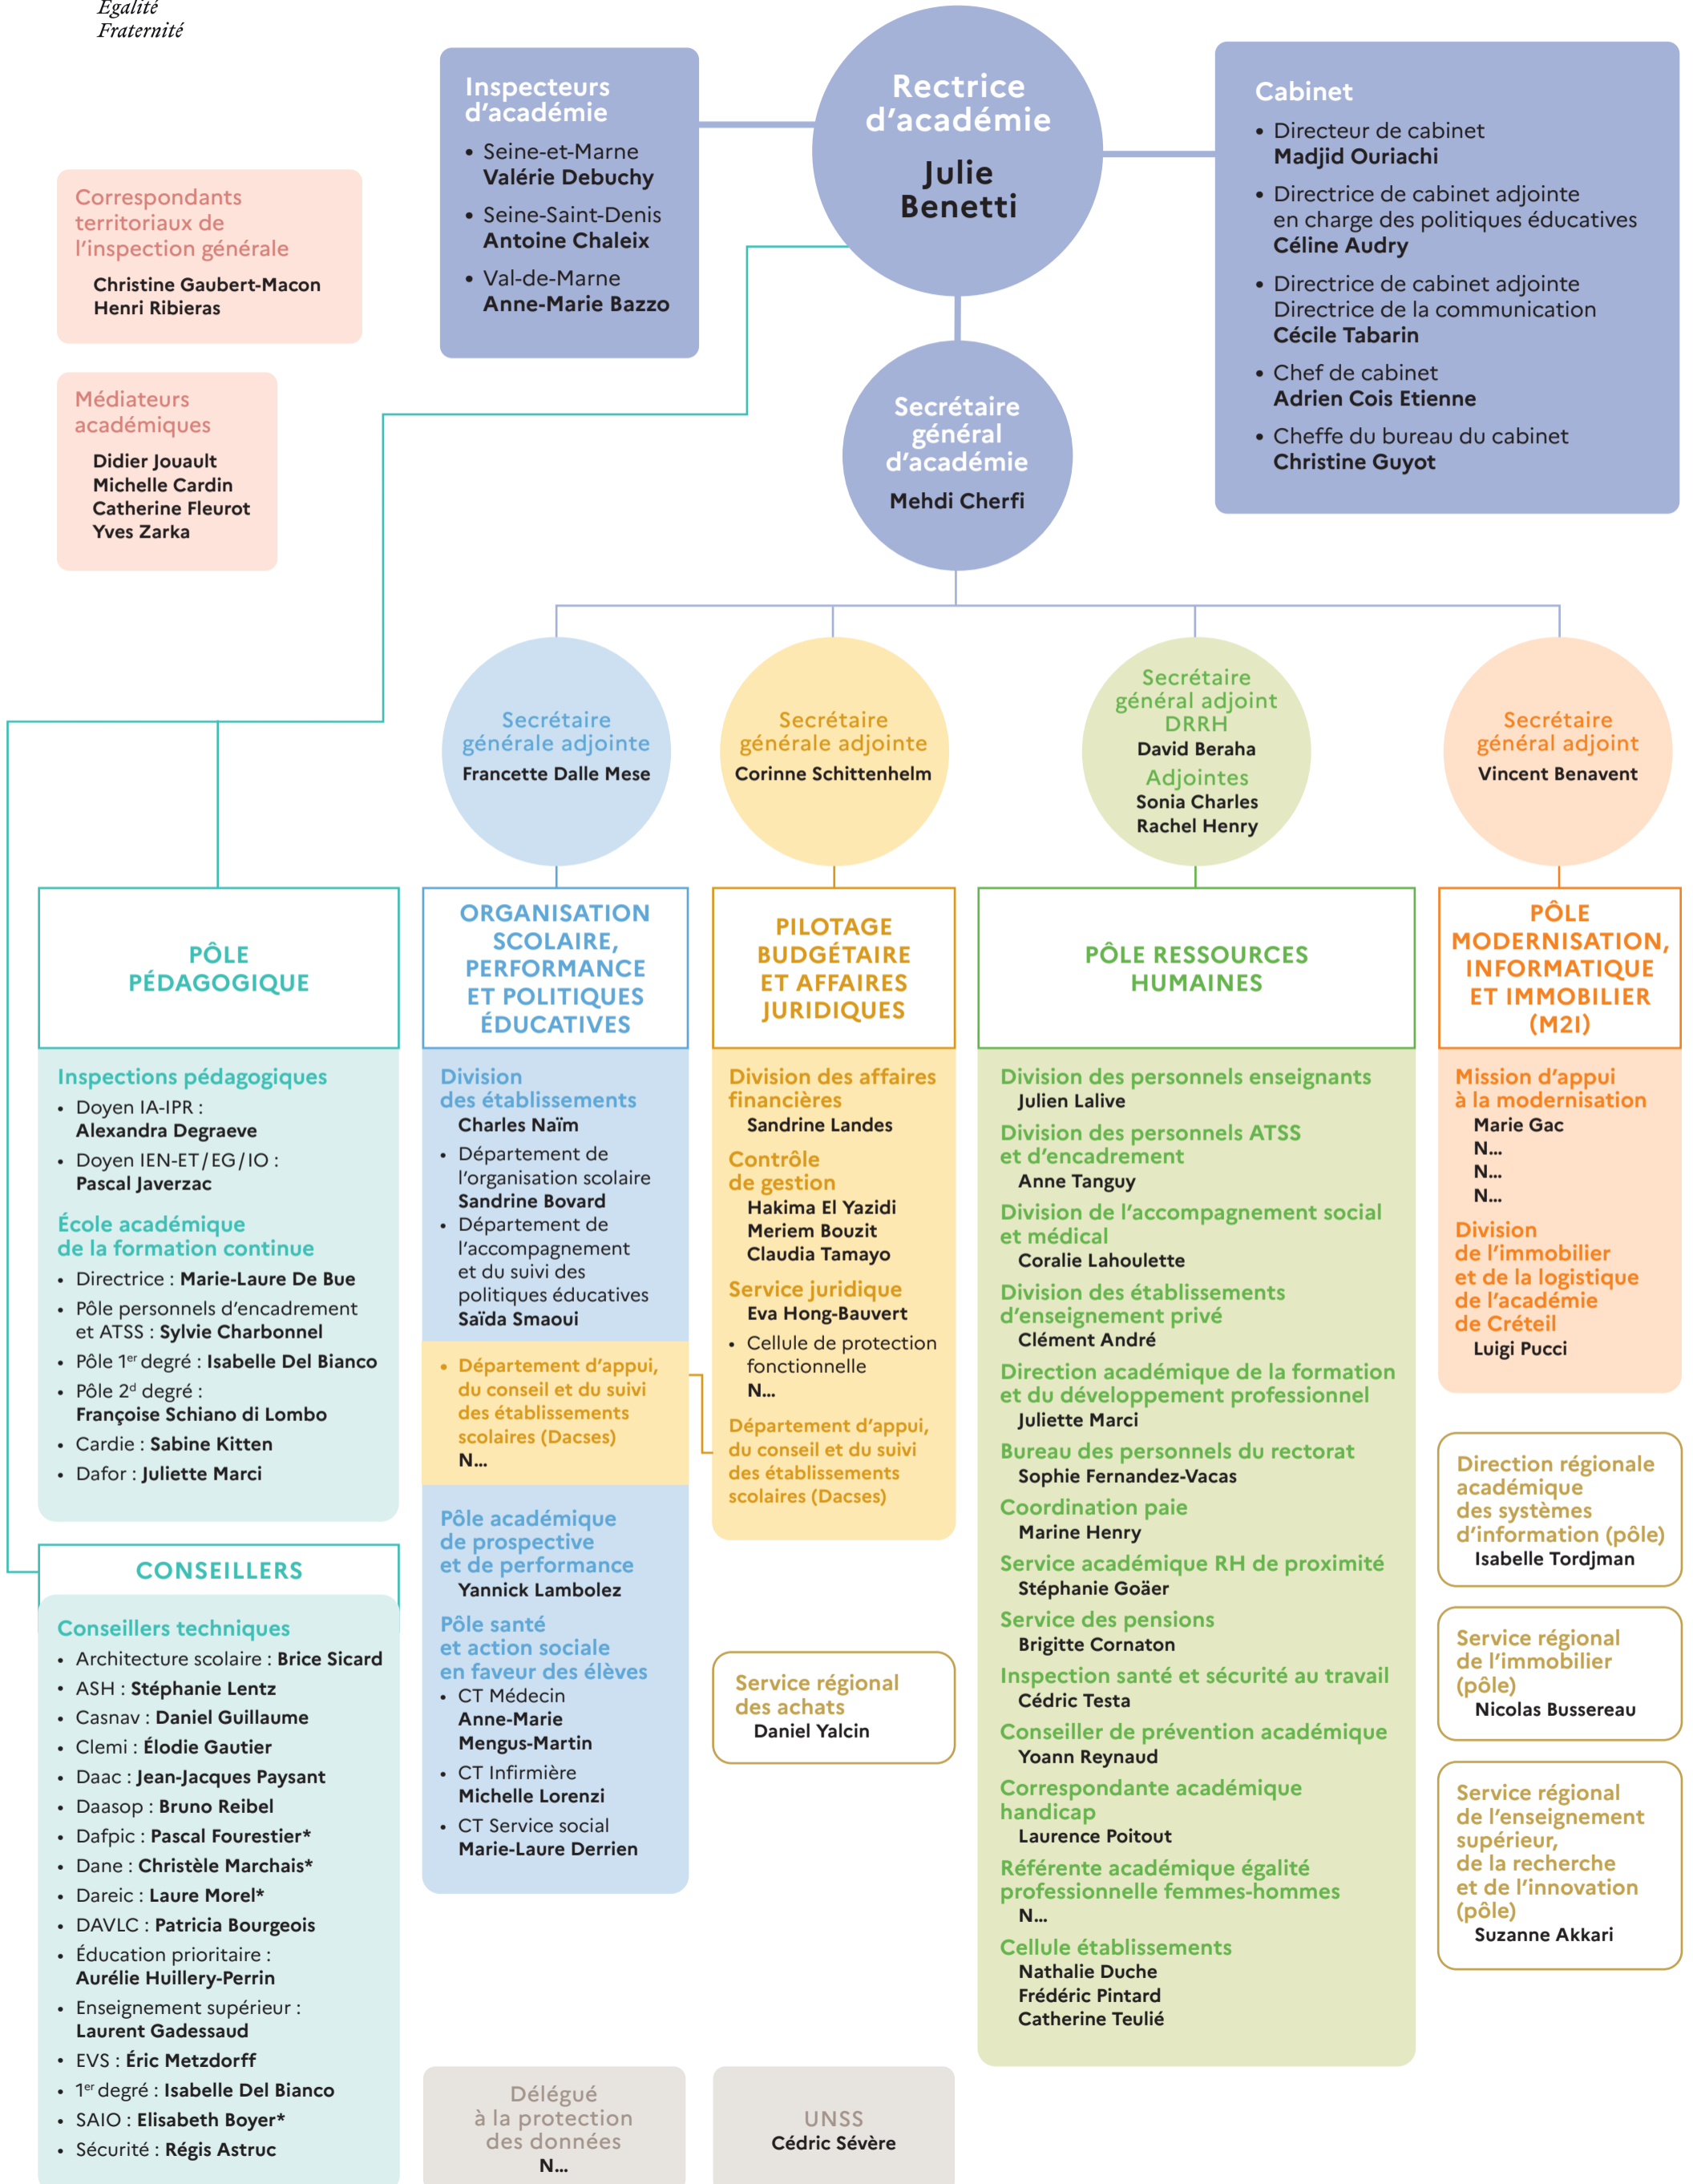 Égalité
Fraternité
Inspecteurs
d'académie
• Seine-et-Marne
Valérie Debuchy
• Seine-Saint-Denis
Antoine Chaleix
• Val-de-Marne
Anne-Marie Bazzo
Rectrice
d'académie
Julie
Benetti
Cabinet
• Directeur de cabinet
Madjid Ouriachi
• Directrice de cabinet adjointe
en charge des politiques éducatives
Céline Audry
• Directrice de cabinet adjointe
Directrice de la communication
Cécile Tabarin
• Chef de cabinet
Adrien Cois Etienne
• Cheffe du bureau du cabinet
Christine Guyot
Correspondants
territoriaux de
l'inspection générale
Christine Gaubert-Macon
Henri Ribieras
Médiateurs
académiques
Didier Jouault
Michelle Cardin
Catherine Fleurot
Yves Zarka
Secrétaire
général
d'académie
Mehdi Cherfi
Secrétaire
générale adjointe
Francette Dalle Mese
Secrétaire
générale adjointe
Corinne Schittenhelm
Secrétaire
général adjoint
DRRH
David Beraha
Adjointes
Sonia Charles
Rachel Henry
Secrétaire
général adjoint
Vincent Benavent
PÔLE
PÉDAGOGIQUE
Inspections pédagogiques
• Doyen IA-IPR :
Alexandra Degraeve
• Doyen IEN-ET/EG/IO :
Pascal Javerzac
École académique
de la formation continue
• Directrice : Marie-Laure De Bue
• Pôle personnels d'encadrement
et ATSS : Sylvie Charbonnel
• Pôle 1er degré : Isabelle Del Bianco
• Pôle 2d degré :
Françoise Schiano di Lombo
• Cardie : Sabine Kitten
• Dafor : Juliette Marci
CONSEILLERS
Conseillers techniques
• Architecture scolaire : Brice Sicard
• ASH : Stéphanie Lentz
• Casnav : Daniel Guillaume
• Clemi : Élodie Gautier
• Daac : Jean-Jacques Paysant
• Daasop : Bruno Reibel
• Dafpic : Pascal Fourestier*
• Dane : Christèle Marchais*
• Dareic : Laure Morel*
• DAVLC : Patricia Bourgeois
• Éducation prioritaire :
Aurélie Huillery-Perrin
• Enseignement supérieur :
Laurent Gadessaud
• EVS : Éric Metzdorff
• 1er degré : Isabelle Del Bianco
• SAIO : Elisabeth Boyer*
• Sécurité : Régis Astruc
ORGANISATION
SCOLAIRE,
PERFORMANCE
ET POLITIQUES
ÉDUCATIVES
Division
des établissements
Charles Naïm
• Département de
l'organisation scolaire
Sandrine Bovard
• Département de
l'accompagnement
et du suivi des
politiques éducatives
Saïda Smaoui
• Département d'appui,
du conseil et du suivi
des établissements
scolaires (Dacses)
N...
Pôle académique
de prospective
et de performance
Yannick Lambolez
Pôle santé
et action sociale
en faveur des élèves
• CT Médecin
Anne-Marie
Mengus-Martin
• CT Infirmière
Michelle Lorenzi
• CT Service social
Marie-Laure Derrien
Délégué
à la protection
des données
N...
PILOTAGE
BUDGÉTAIRE
ET AFFAIRES
JURIDIQUES
Division des affaires
financières
Sandrine Landes
Contrôle
de gestion
Hakima El Yazidi
Meriem Bouzit
Claudia Tamayo
Service juridique
Eva Hong-Bauvert
• Cellule de protection
fonctionnelle
N...
Département d'appui,
du conseil et du suivi
des établissements
scolaires (Dacses)
Service régional
des achats
Daniel Yalcin
UNSS
Cédric Sévère
PÔLE RESSOURCES
HUMAINES
Division des personnels enseignants
Julien Lalive
Division des personnels ATSS
et d'encadrement
Anne Tanguy
Division de l'accompagnement social
et médical
Coralie Lahoulette
Division des établissements
d'enseignement privé
Clément André
Direction académique de la formation
et du développement professionnel
Juliette Marci
Bureau des personnels du rectorat
Sophie Fernandez-Vacas
Coordination paie
Marine Henry
Service académique RH de proximité
Stéphanie Goäer
Service des pensions
Brigitte Cornaton
Inspection santé et sécurité au travail
Cédric Testa
Conseiller de prévention académique
Yoann Reynaud
Correspondante académique
handicap
Laurence Poitout
Référente académique égalité
professionnelle femmes-hommes
N...
Cellule établissements
Nathalie Duche
Frédéric Pintard
Catherine Teulié
PÔLE
MODERNISATION,
INFORMATIQUE
ET IMMOBILIER
(M2I)
Mission d'appui
à la modernisation
Marie Gac
N...
N...
N...
Division
de l'immobilier
et de la logistique
de l'académie
de Créteil
Luigi Pucci
Direction régionale
académique
des systèmes
d'information (pôle)
Isabelle Tordjman
Service régional
de l'immobilier
(pôle)
Nicolas Bussereau
Service régional
de l'enseignement
supérieur,
de la recherche
et de l'innovation
(pôle)
Suzanne Akkari